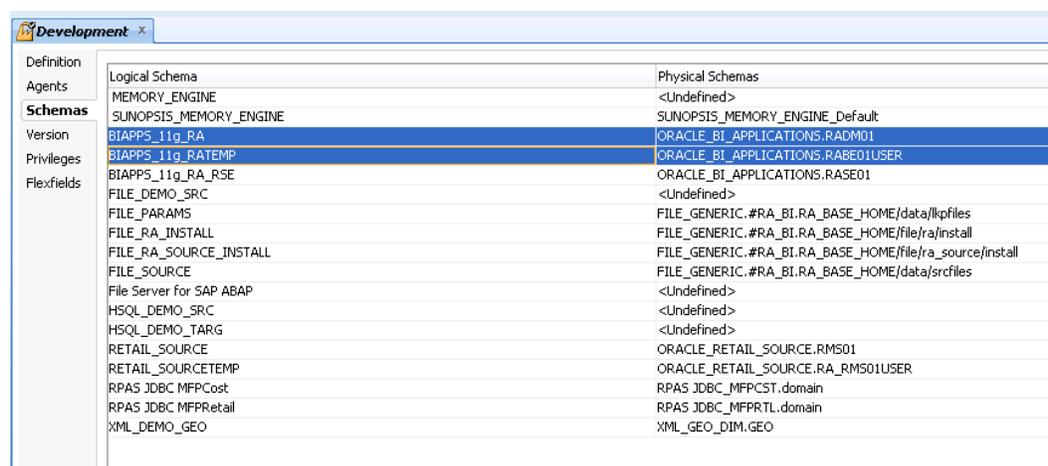 Development x
Definition
Agents
Schemas
Version
Privileges
Flexfields
Logical Schema Physical Schemas
MEMORY_ENGINE <Undefined>
SUNOPSIS_MEMORY_ENGINE SUNOPSIS_MEMORY_ENGINE_Default
BIAPPS_11g_RA ORACLE_BI_APPLICATIONS.RADM01
BIAPPS_11g_RATEMP ORACLE_BI_APPLICATIONS.RABE01USER
BIAPPS_11g_RA_RSE ORACLE_BI_APPLICATIONS.RASE01
FILE_DEMO_SRC <Undefined>
FILE_PARAMS FILE_GENERIC.#RA_BI.RA_BASE_HOME/data/lkpfiles
FILE_RA_INSTALL FILE_GENERIC.#RA_BI.RA_BASE_HOME/file/ra/install
FILE_RA_SOURCE_INSTALL FILE_GENERIC.#RA_BI.RA_BASE_HOME/file/ra_source/install
FILE_SOURCE FILE_GENERIC.#RA_BI.RA_BASE_HOME/data/srcfiles
File Server for SAP ABAP <Undefined>
HSQL_DEMO_SRC <Undefined>
HSQL_DEMO_TARG <Undefined>
RETAIL_SOURCE ORACLE_RETAIL_SOURCE.RMS01
RETAIL_SOURCETEMP ORACLE_RETAIL_SOURCE.RA_RMS01USER
RPAS JDBC MFPCost RPAS JDBC_MFPCST.domain
RPAS JDBC MFPRetail RPAS JDBC_MFPRTL.domain
XML_DEMO_GEO XML_GEO_DIM.GEO